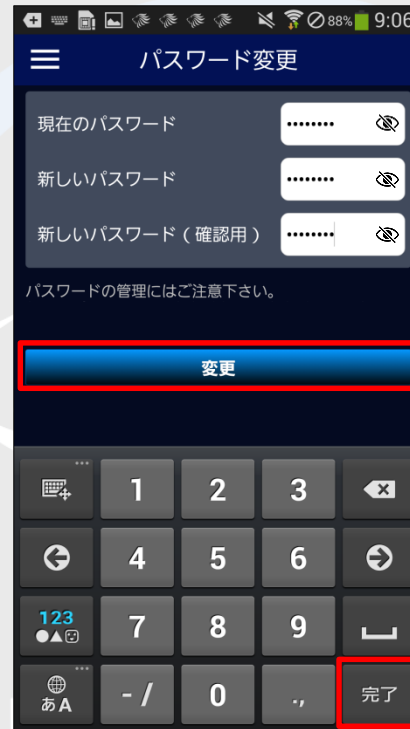 88% 9:06
パスワード変更
現在のパスワード ••••••••
新しいパスワード ••••••••
新しいパスワード(確認用) ••••••••
パスワードの管理にはご注意下さい。
変更
1 2 3
4 5 6
123 7 8 9
あA - / 0 ., 完了